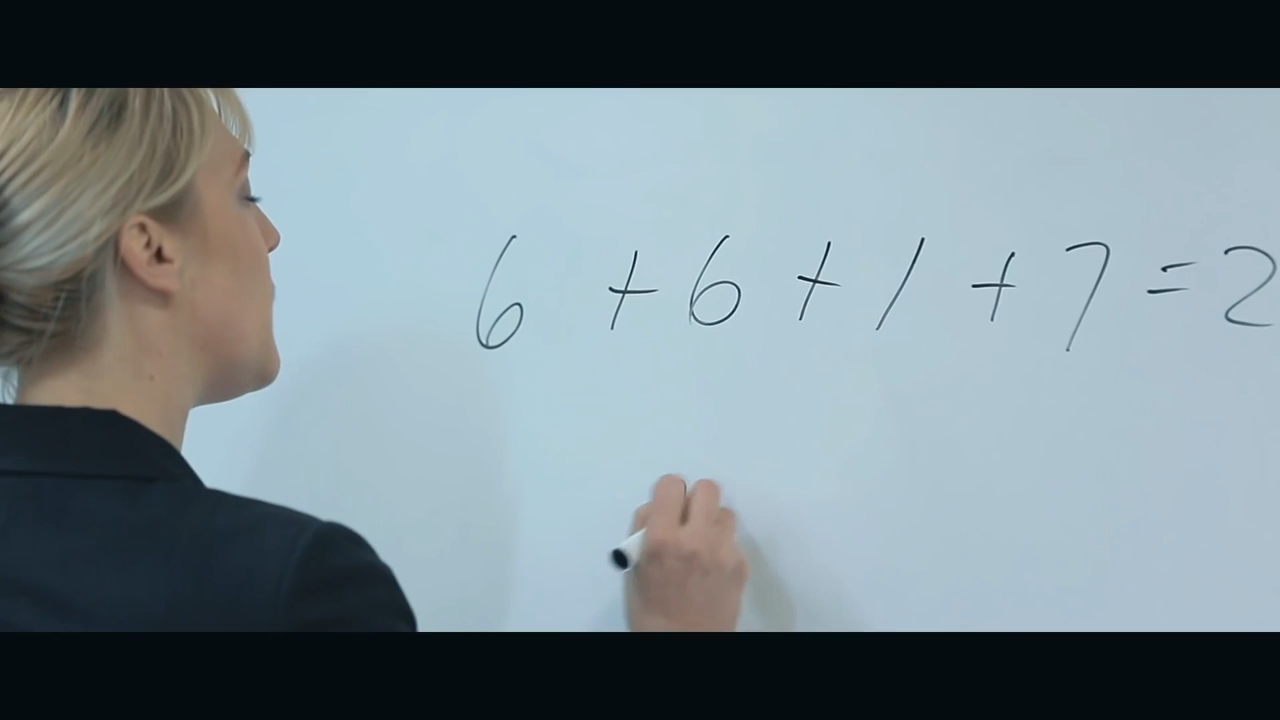 6 + 6 + 1 + 7 = 2